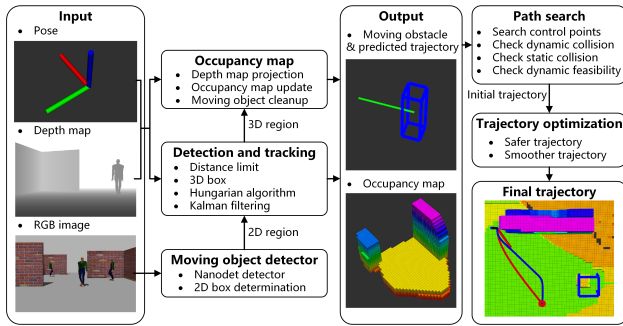 Input
• Pose
• Depth map
• RGB image
Occupancy map
• Depth map projection
• Occupancy map update
• Moving object cleanup
3D region
Detection and tracking
• Distance limit
• 3D box
• Hungarian algorithm
• Kalman filtering
2D region
Moving object detector
• Nanodet detector
• 2D box determination
Output
• Moving obstacle
& predicted trajectory
• Occupancy map
Path search
• Search control points
• Check dynamic collision
• Check static collision
• Check dynamic feasibility
Initial trajectory
Trajectory optimization
• Safer trajectory
• Smoother trajectory
Final trajectory